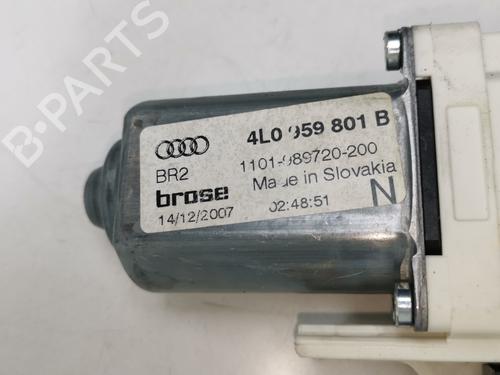 4L0 959 801 B
BR2
1101-989720-200
brose
Made in Slovakia
14/12/2007
02:48:51
N
B-PARTS